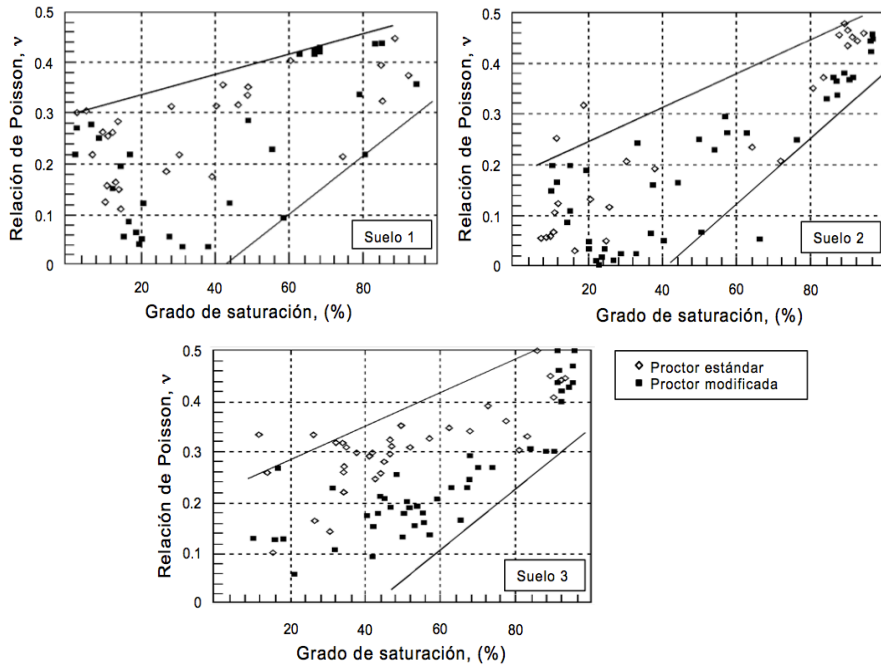 0.5
0.4
0.3
0.2
0.1
0
Relación de Poisson, ν
20
40
60
80
Grado de saturación, (%)
Suelo 1
0.5
0.4
0.3
0.2
0.1
0
Relación de Poisson, ν
20
40
60
80
Grado de saturación, (%)
Suelo 2
0.5
0.4
0.3
0.2
0.1
0
Relación de Poisson, ν
20
40
60
80
Grado de saturación, (%)
Suelo 3
Proctor estándar
Proctor modificada